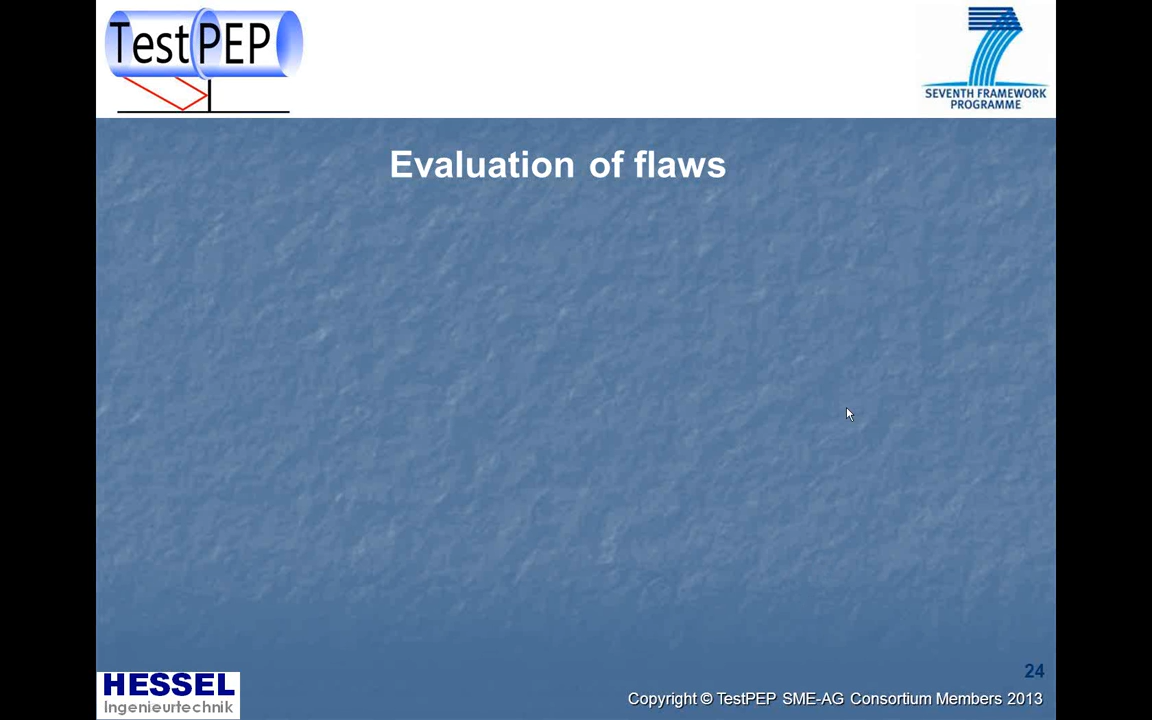 TestPEP
SEVENTH FRAMEWORK
PROGRAMME
Evaluation of flaws
24
HESSEL
Ingenieurtechnik
Copyright © TestPEP SME-AG Consortium Members 2013